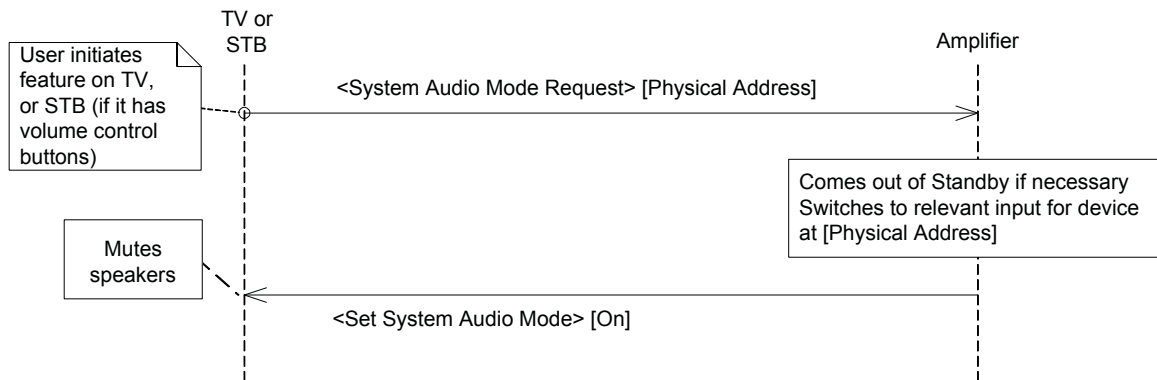 TV or
STB
Amplifier
User initiates
feature on TV,
or STB (if it has
volume control
buttons)
<System Audio Mode Request> [Physical Address]
Comes out of Standby if necessary
Switches to relevant input for device
at [Physical Address]
Mutes
speakers
<Set System Audio Mode> [On]